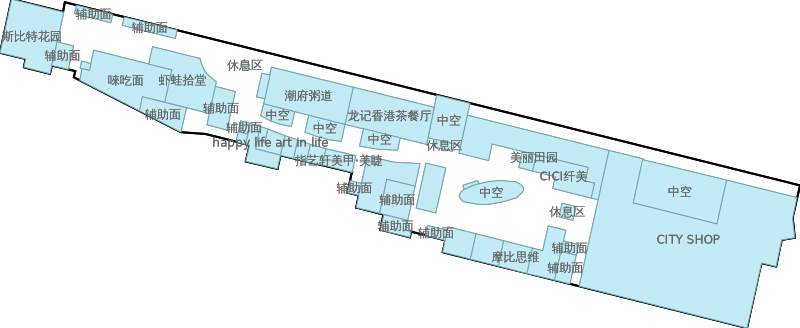 辅助面
辅助面
斯比特花园
辅助面
休息区
唻吃面
虾蛙拾堂
潮府粥道
辅助面
辅助面
中空
龙记香港茶餐厅
中空
辅助面
中空
中空
happy life art in life
休息区
指艺轩美甲·美睫
美丽田园
CICI纤美
辅助面
辅助面
中空
中空
休息区
辅助面
辅助面
CITY SHOP
辅助面
摩比思维
辅助面